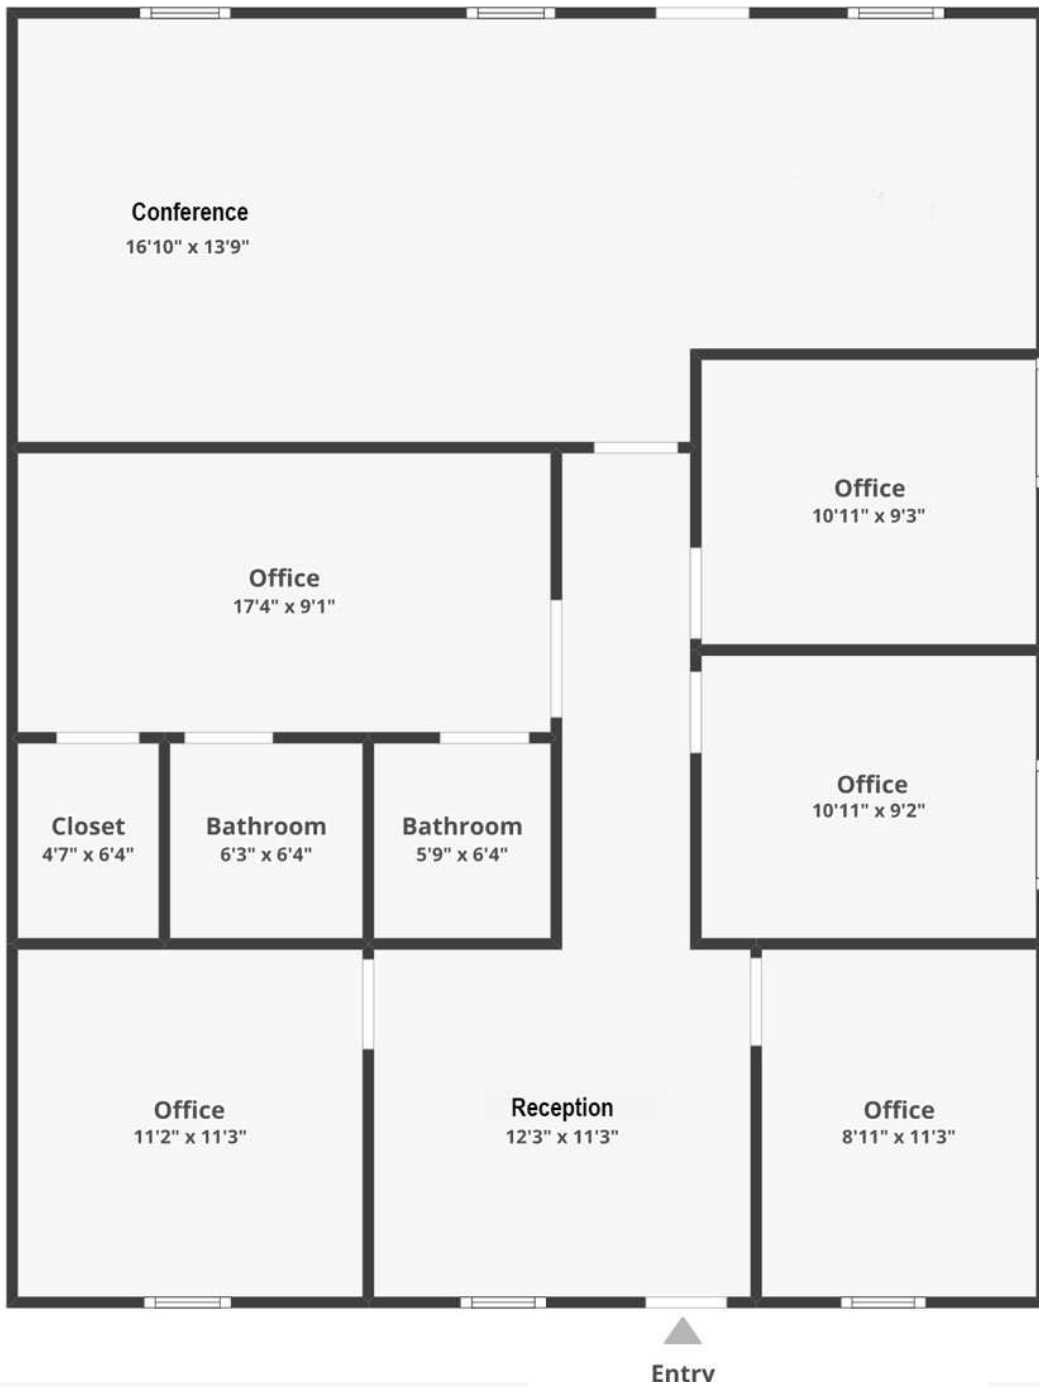 Conference
16'10" x 13'9"
Office
10'11" x 9'3"
Office
17'4" x 9'1"
Office
10'11" x 9'2"
Closet
4'7" x 6'4"
Bathroom
6'3" x 6'4"
Bathroom
5'9" x 6'4"
Office
11'2" x 11'3"
Reception
12'3" x 11'3"
Office
8'11" x 11'3"
Entry